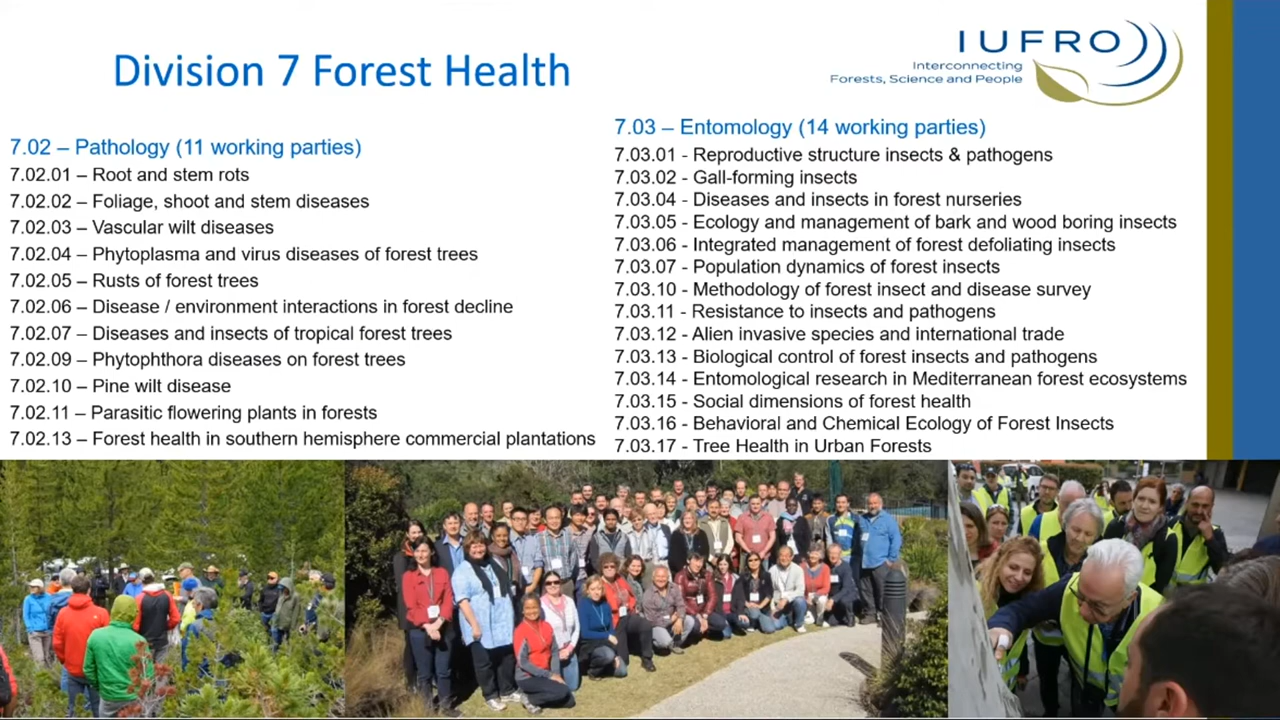 Division 7 Forest Health
IUFRO
Interconnecting
Forests, Science and People
7.02 – Pathology (11 working parties)
7.02.01 – Root and stem rots
7.02.02 – Foliage, shoot and stem diseases
7.02.03 – Vascular wilt diseases
7.02.04 – Phytoplasma and virus diseases of forest trees
7.02.05 – Rusts of forest trees
7.02.06 – Disease / environment interactions in forest decline
7.02.07 – Diseases and insects of tropical forest trees
7.02.09 – Phytophthora diseases on forest trees
7.02.10 – Pine wilt disease
7.02.11 – Parasitic flowering plants in forests
7.02.13 – Forest health in southern hemisphere commercial plantations
7.03 – Entomology (14 working parties)
7.03.01 - Reproductive structure insects & pathogens
7.03.02 - Gall-forming insects
7.03.04 - Diseases and insects in forest nurseries
7.03.05 - Ecology and management of bark and wood boring insects
7.03.06 - Integrated management of forest defoliating insects
7.03.07 - Population dynamics of forest insects
7.03.10 - Methodology of forest insect and disease survey
7.03.11 - Resistance to insects and pathogens
7.03.12 - Alien invasive species and international trade
7.03.13 - Biological control of forest insects and pathogens
7.03.14 - Entomological research in Mediterranean forest ecosystems
7.03.15 - Social dimensions of forest health
7.03.16 - Behavioral and Chemical Ecology of Forest Insects
7.03.17 - Tree Health in Urban Forests